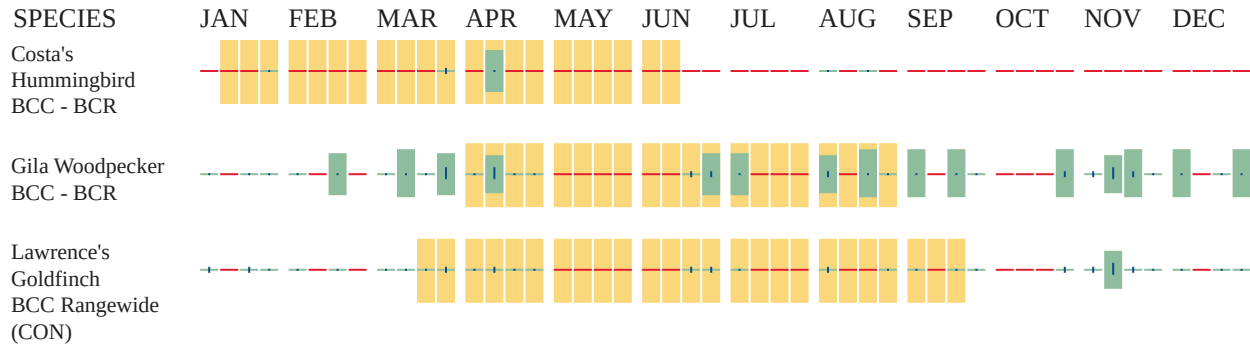 SPECIES JAN FEB MAR APR MAY JUN JUL AUG SEP OCT NOV DEC
Costa's
Hummingbird
BCC - BCR
Gila Woodpecker
BCC - BCR
Lawrence's
Goldfinch
BCC Rangewide
(CON)